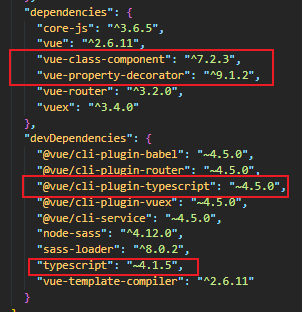 "dependencies": {
"core-js": "^3.6.5",
"vue": "^2.6.11",
"vue-class-component": "^7.2.3",
"vue-property-decorator": "^9.1.2",
"vue-router": "^3.2.0",
"vuex": "^3.4.0"
},
"devDependencies": {
"@vue/cli-plugin-babel": "~4.5.0",
"@vue/cli-plugin-router": "~4.5.0",
"@vue/cli-plugin-typescript": "~4.5.0",
"@vue/cli-plugin-vuex": "~4.5.0",
"@vue/cli-service": "~4.5.0",
"node-sass": "^4.12.0",
"sass-loader": "^8.0.2",
"typescript": "~4.1.5",
"vue-template-compiler": "^2.6.11"
}